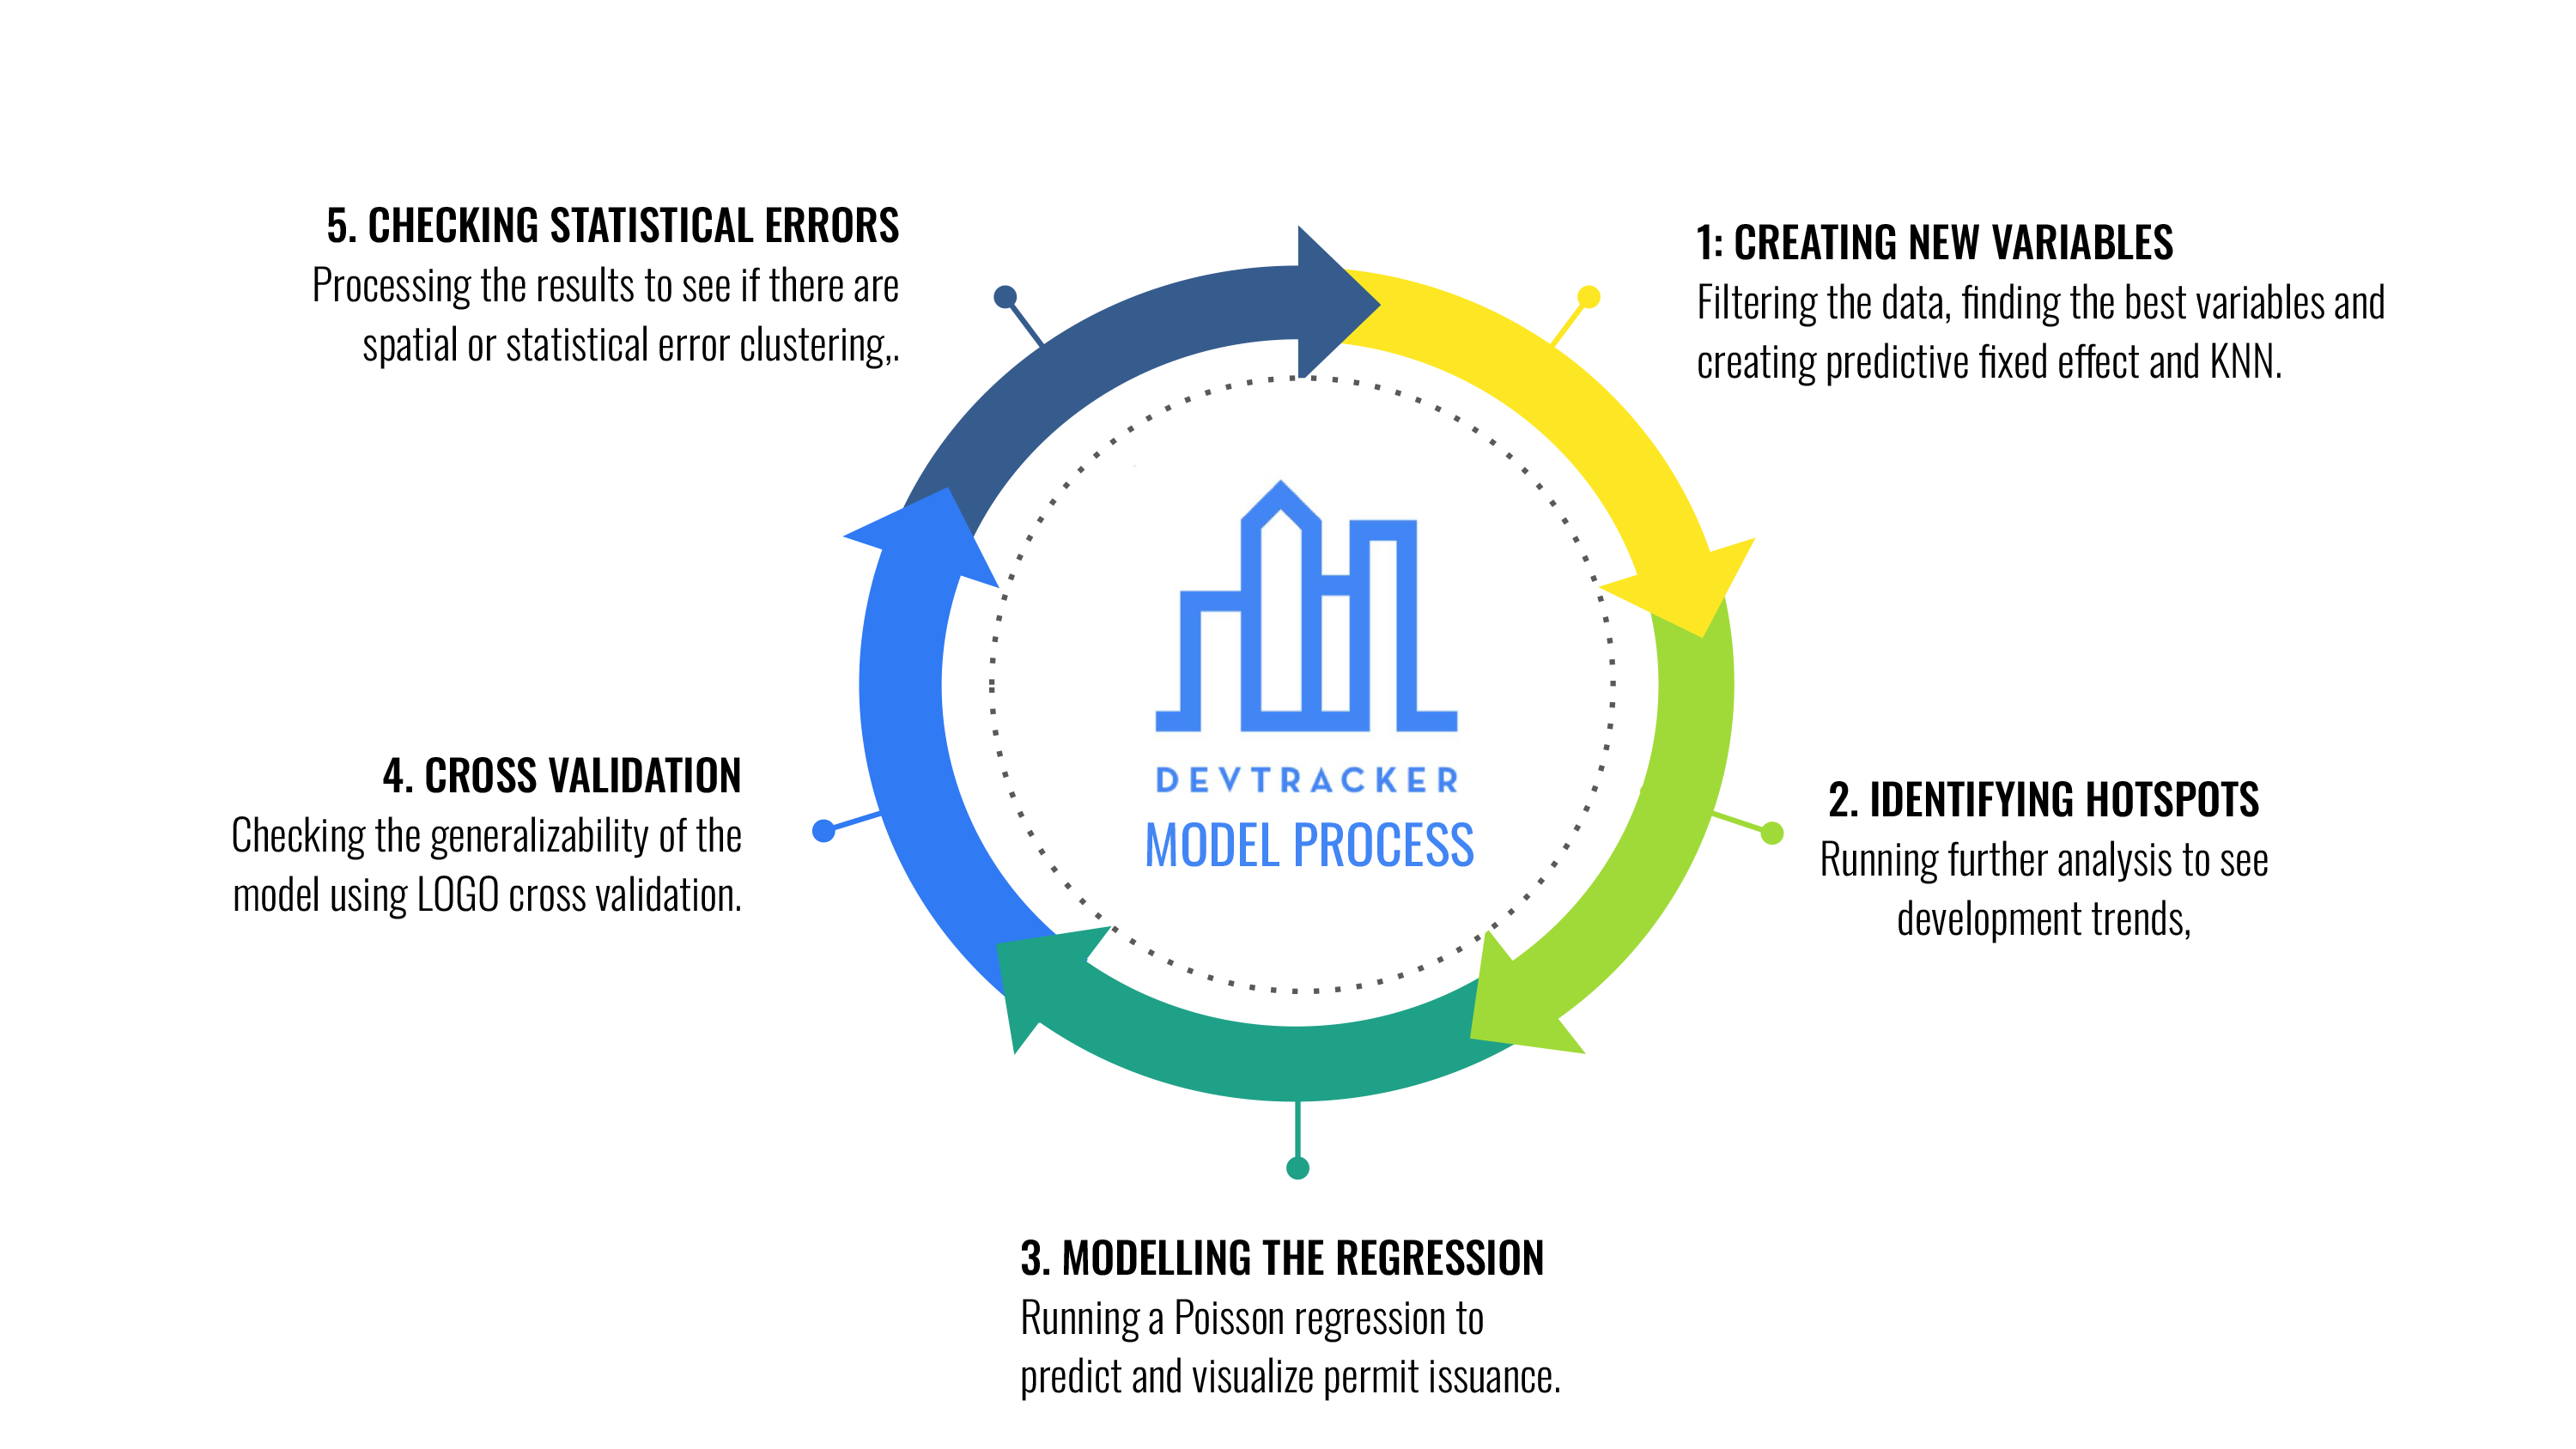 5. CHECKING STATISTICAL ERRORS
Processing the results to see if there are
spatial or statistical error clustering,.
1: CREATING NEW VARIABLES
Filtering the data, finding the best variables and
creating predictive fixed effect and KNN.
DEVTRACKER
MODEL PROCESS
4. CROSS VALIDATION
Checking the generalizability of the
model using LOGO cross validation.
2. IDENTIFYING HOTSPOTS
Running further analysis to see
development trends,
3. MODELLING THE REGRESSION
Running a Poisson regression to
predict and visualize permit issuance.